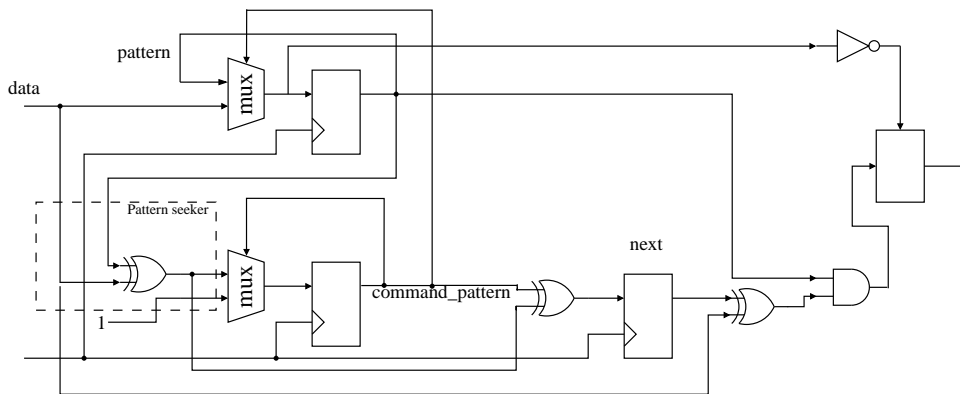 pattern
data
mux
Pattern seeker
mux
next
command_pattern
1